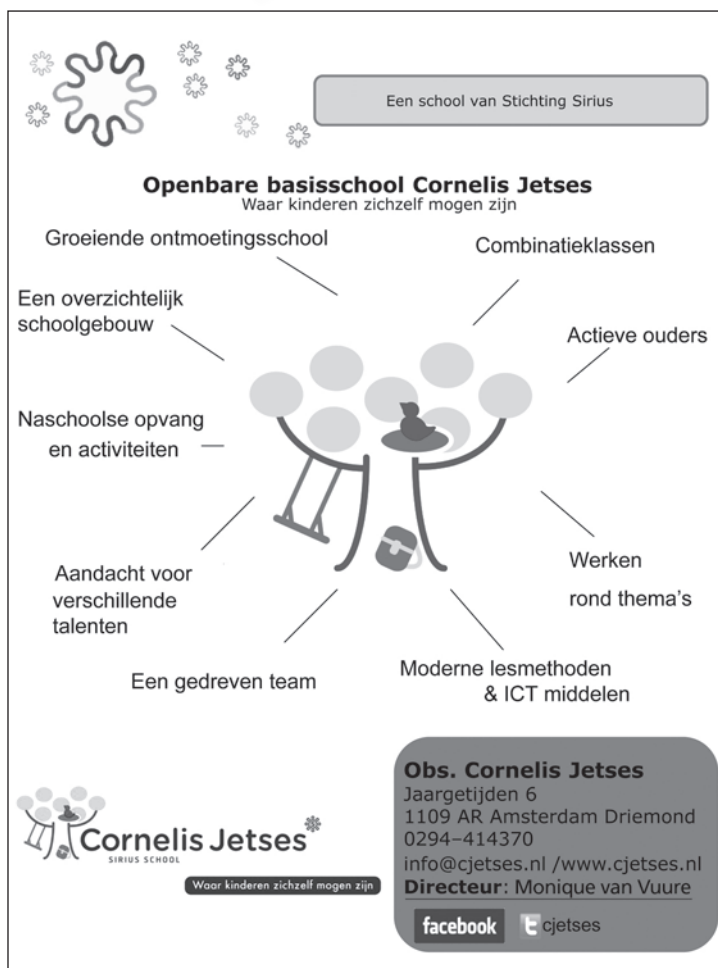 Een school van Stichting Sirius
Openbare basisschool Cornelis Jetses
Waar kinderen zichzelf mogen zijn
Groeiende ontmoetingsschool
Combinatieklassen
Een overzichtelijk
schoolgebouw
Actieve ouders
Naschoolse opvang
en activiteiten
Aandacht voor
verschillende
talenten
Werken
rond thema's
Een gedreven team
Moderne lesmethoden
& ICT middelen
Cornelis Jetses
SIRIUS SCHOOL
Waar kinderen zichzelf mogen zijn
Obs. Cornelis Jetses
Jaargetijden 6
1109 AR Amsterdam Driemond
0294–414370
info@cjetses.nl /www.cjetses.nl
Directeur: Monique van Vuure
facebook t cjetses